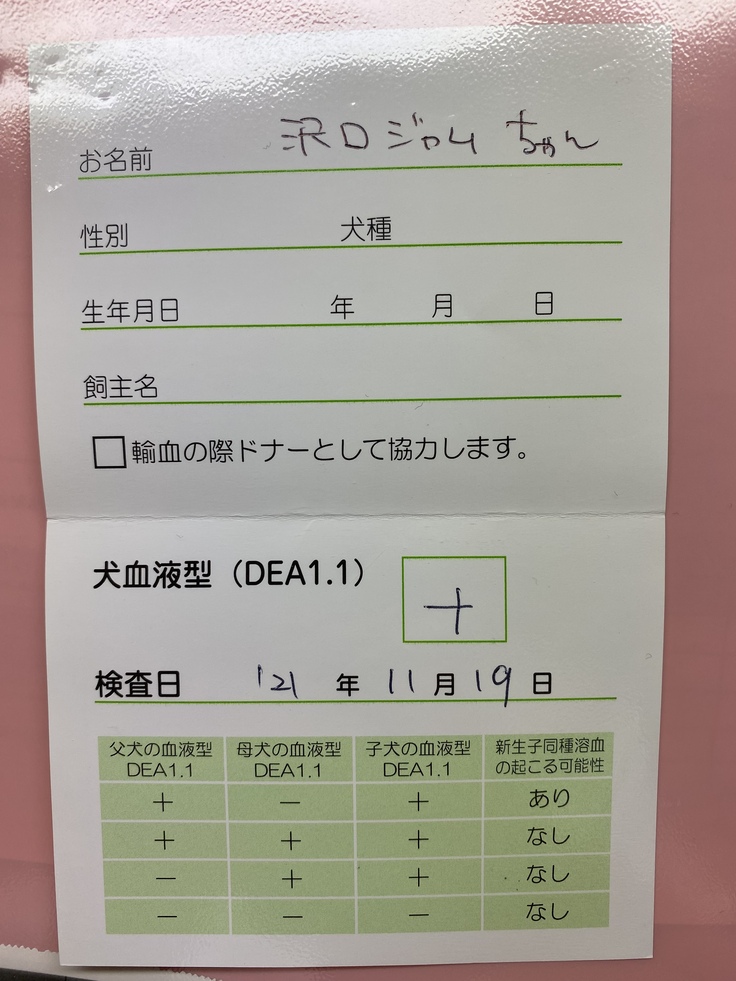 お名前 沢口 ジャム ちゃん
性別 犬種
生年月日 年 月 日
飼主名
□輸血の際ドナーとして協力します。
犬血液型（DEA1.1） +
検査日 '21 年 11 月 19 日
父犬の血液型 DEA1.1 母犬の血液型 DEA1.1 子犬の血液型 DEA1.1 新生子同種溶血の起こる可能性
+ − + あり
+ + + なし
− + + なし
− − − なし